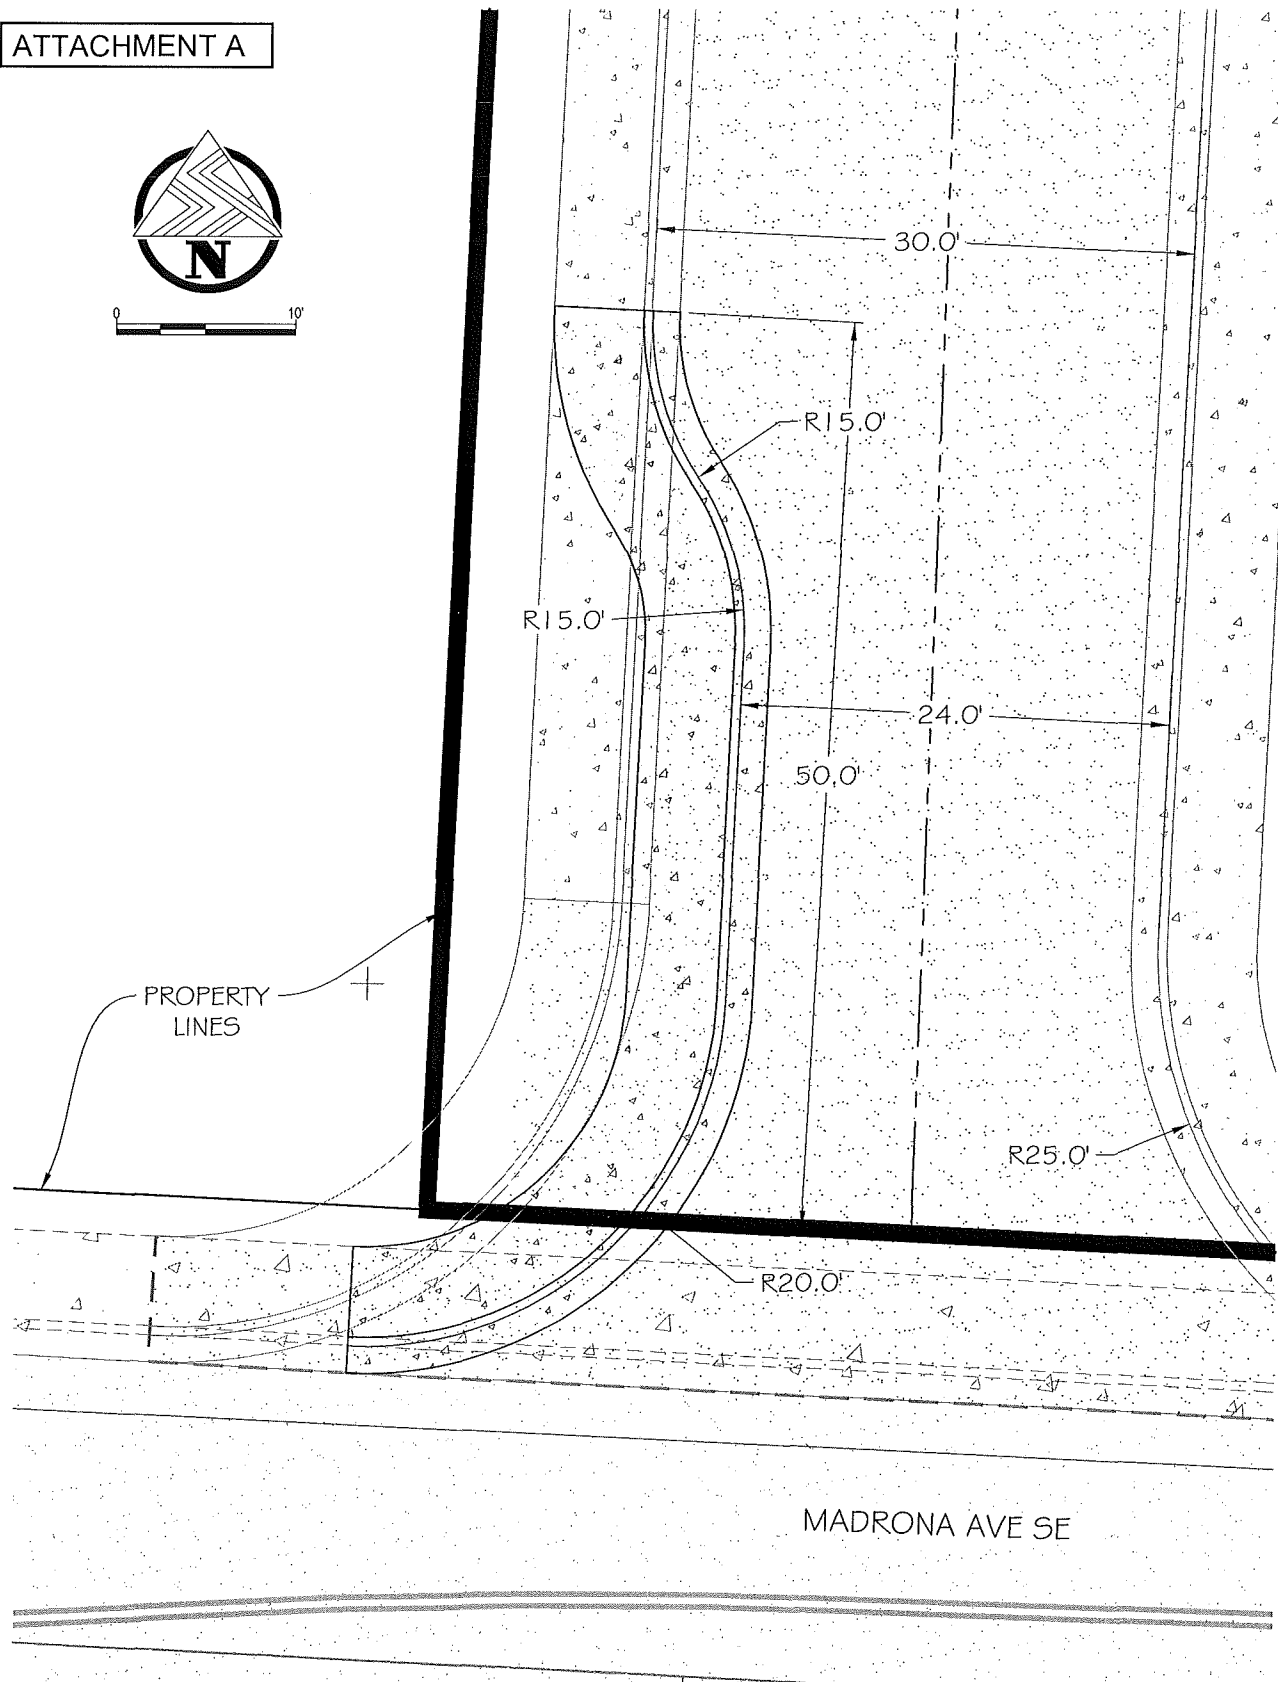 ATTACHMENT A
N
0 10'
30.0'
R15.0'
R15.0'
24.0'
50.0'
PROPERTY
LINES
R25.0'
R20.0'
MADRONA AVE SE